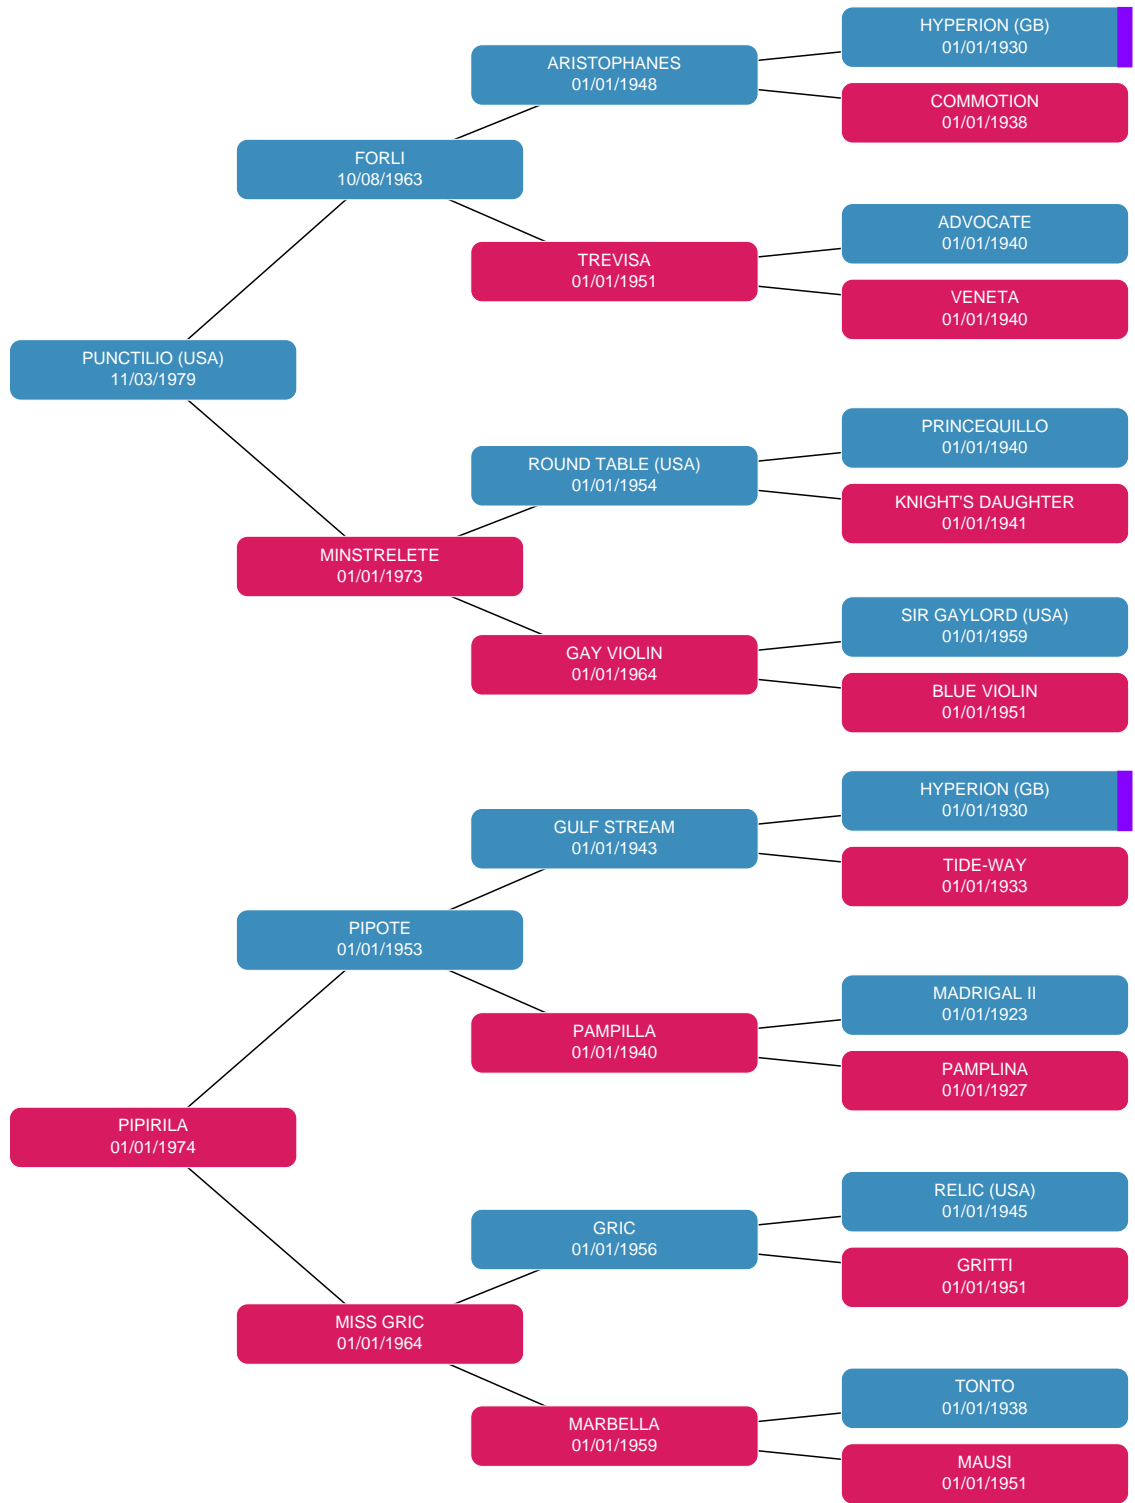 HYPERION (GB)
01/01/1930
ARISTOPHANES
01/01/1948
COMMOTION
01/01/1938
FORLI
10/08/1963
ADVOCATE
01/01/1940
TREVISA
01/01/1951
VENETA
01/01/1940
PUNCTILIO (USA)
11/03/1979
PRINCEQUILLO
01/01/1940
ROUND TABLE (USA)
01/01/1954
KNIGHT'S DAUGHTER
01/01/1941
MINSTRELETE
01/01/1973
SIR GAYLORD (USA)
01/01/1959
GAY VIOLIN
01/01/1964
BLUE VIOLIN
01/01/1951
HYPERION (GB)
01/01/1930
GULF STREAM
01/01/1943
TIDE-WAY
01/01/1933
PIPOTE
01/01/1953
MADRIGAL II
01/01/1923
PAMPILLA
01/01/1940
PAMPLINA
01/01/1927
PIPIRILA
01/01/1974
RELIC (USA)
01/01/1945
GRIC
01/01/1956
GRITTI
01/01/1951
MISS GRIC
01/01/1964
TONTO
01/01/1938
MARBELLA
01/01/1959
MAUSI
01/01/1951